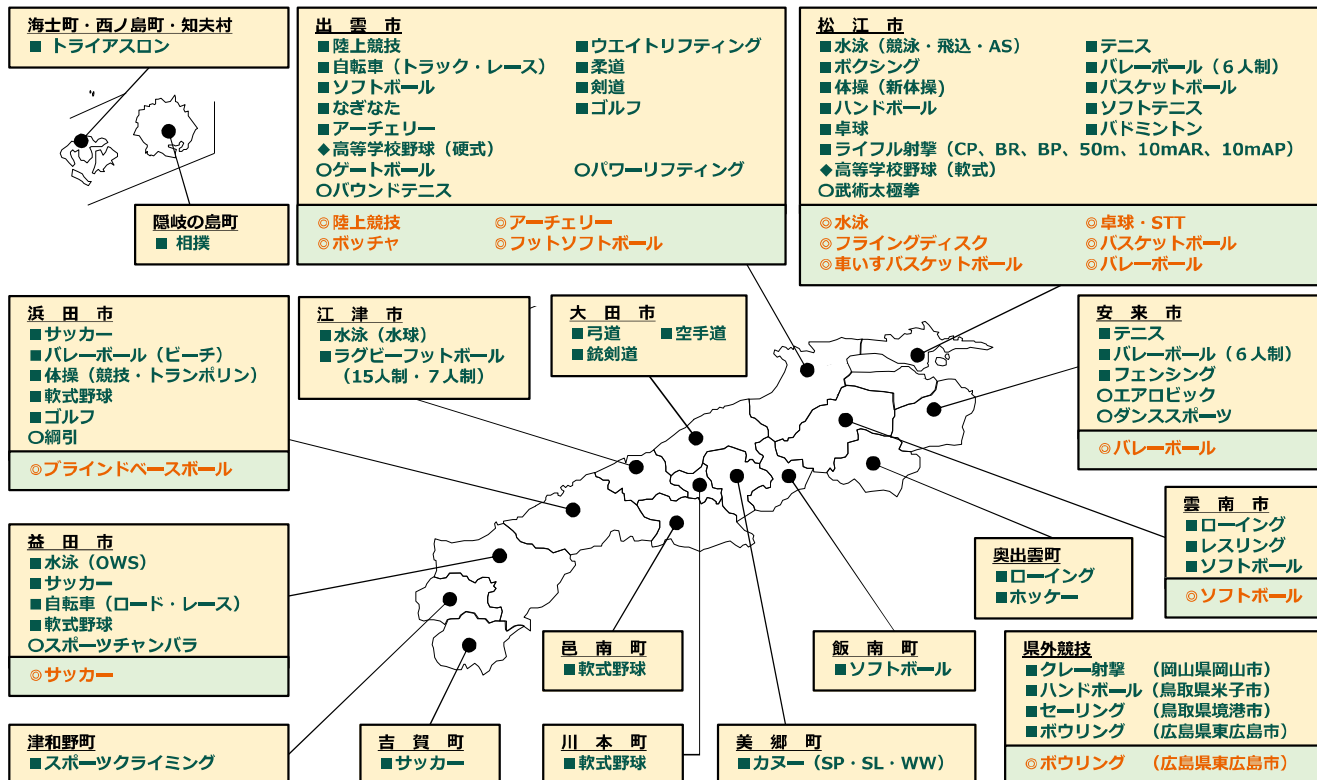 海士町・西ノ島町・知夫村
■ トライアスロン
隠岐の島町
■ 相撲
出 雲 市
■陸上競技 ■ウエイトリフティング
■自転車（トラック・レース） ■柔道
■ソフトボール ■剣道
■なぎなた ■ゴルフ
■アーチェリー
◆高等学校野球（硬式）
○ゲートボール ○パワーリフティング
○バウンドテニス
◎陸上競技 ◎アーチェリー
◎ボッチャ ◎フットソフトボール
松 江 市
■水泳（競泳・飛込・AS） ■テニス
■ボクシング ■バレーボール（６人制）
■体操（新体操) ■バスケットボール
■ハンドボール ■ソフトテニス
■卓球 ■バドミントン
■ライフル射撃（CP、BR、BP、50m、10mAR、10mAP）
◆高等学校野球（軟式）
○武術太極拳
◎水泳 ◎卓球・STT
◎フライングディスク ◎バスケットボール
◎車いすバスケットボール ◎バレーボール
浜 田 市
■サッカー
■バレーボール（ビーチ）
■体操（競技・トランポリン）
■軟式野球
■ゴルフ
○綱引
◎ブラインドベースボール
江 津 市
■水泳（水球）
■ラグビーフットボール
（15人制・７人制）
大 田 市
■弓道 ■空手道
■銃剣道
安 来 市
■テニス
■バレーボール（６人制）
■フェンシング
○エアロビック
○ダンススポーツ
◎バレーボール
雲 南 市
■ローイング
■レスリング
■ソフトボール
◎ソフトボール
奥出雲町
■ローイング
■ホッケー
益 田 市
■水泳（OWS）
■サッカー
■自転車（ロード・レース）
■軟式野球
○スポーツチャンバラ
◎サッカー
邑 南 町
■軟式野球
飯 南 町
■ソフトボール
県外競技
■クレー射撃 （岡山県岡山市）
■ハンドボール （鳥取県米子市）
■セーリング （鳥取県境港市）
■ボウリング （広島県東広島市）
◎ボウリング （広島県東広島市）
津和野町
■スポーツクライミング
吉 賀 町
■サッカー
川 本 町
■軟式野球
美 郷 町
■カヌー（SP・SL・WW）